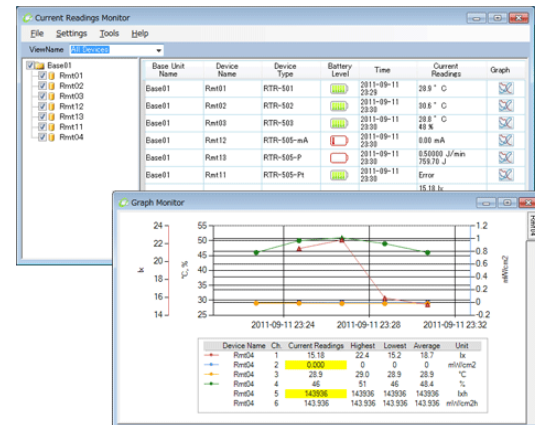 Current Readings Monitor
File Settings Tools Help
ViewName All Devices
Base01
Rmt01
Rmt02
Rmt03
Rmt12
Rmt13
Rmt11
Rmt04
Base Unit Name Device Name Device Type Battery Level Time Current Readings Graph
Base01 Rmt01 RTR-501 2011-09-11 23:29 28.9 ° C
Base01 Rmt02 RTR-502 2011-09-11 23:30 30.6 ° C
Base01 Rmt03 RTR-503 2011-09-11 23:30 28.8 ° C 48 %
Base01 Rmt12 RTR-505-mA 2011-09-11 23:30 0.00 mA
Base01 Rmt13 RTR-505-P 2011-09-11 23:30 0.50000 J/min 759.70 J
Base01 Rmt11 RTR-505-Pt 2011-09-11 23:30 Error
15.18 lx
Graph Monitor
Rmt04
lx
24
22
20
18
16
14
°C, %
55
50
45
40
35
30
25
1.2
1
0.8
0.6
0.4
0.2
0
-0.2
mW/cm2
2011-09-11 23:24 2011-09-11 23:28 2011-09-11 23:32
Device Name Ch. Current Readings Highest Lowest Average Unit
Rmt04 1 15.18 22.4 15.2 18.7 lx
Rmt04 2 0.000 0 0 0 mW/cm2
Rmt04 3 28.9 29.0 28.9 28.9 °C
Rmt04 4 46 51 46 48.4 %
Rmt04 5 143936 143936 143936 143936 lxh
Rmt04 6 143.936 143.936 143.936 143.936 mW/cm2h